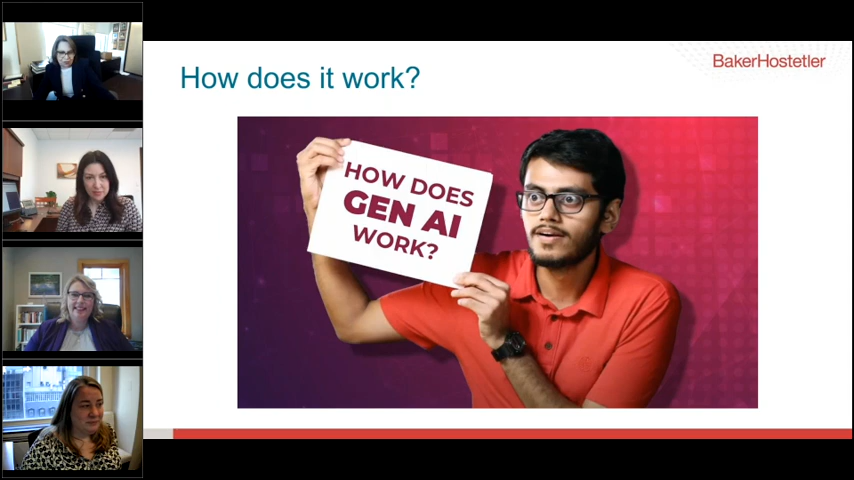 How does it work?
BakerHostetler
HOW DOES
GEN AI
WORK?